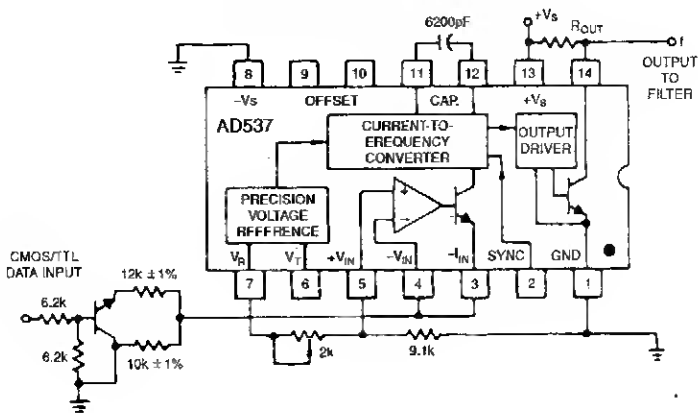 6200pF
+Vs
ROUT
f
OUTPUT
TO
FILTER
8
9
10
11
12
13
14
–Vs
OFFSET
CAP.
+VS
AD537
CURRENT-TO-
EREQUENCY
CONVERTER
OUTPUT
DRIVER
PRECISION
VOLTAGE
RFFFRENCE
VR
VT
+VIN
–VIN
–IIN
SYNC
GND
7
6
5
4
3
2
1
CMOS/TTL
DATA INPUT
12k ±1%
6.2k
6.2k
10k ±1%
2k
9.1k